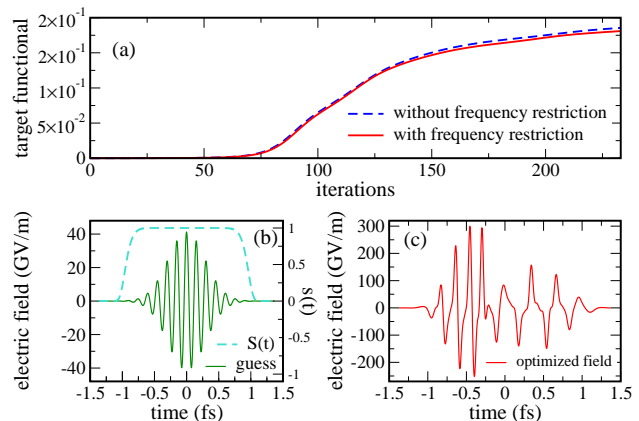 target functional
2×10⁻¹
2×10⁻¹
1×10⁻¹
5×10⁻²
0
(a)
without frequency restriction
with frequency restriction
0 50 100 150 200
iterations
electric field (GV/m)
40
20
0
-20
-40
(b)
1
0.5
0
-0.5
-1
s(t)
S(t)
guess
-1.5 -1 -0.5 0 0.5 1 1.5
time (fs)
electric field (GV/m)
300
200
100
0
-100
-200
(c)
optimized field
-1.5 -1 -0.5 0 0.5 1 1.5
time (fs)